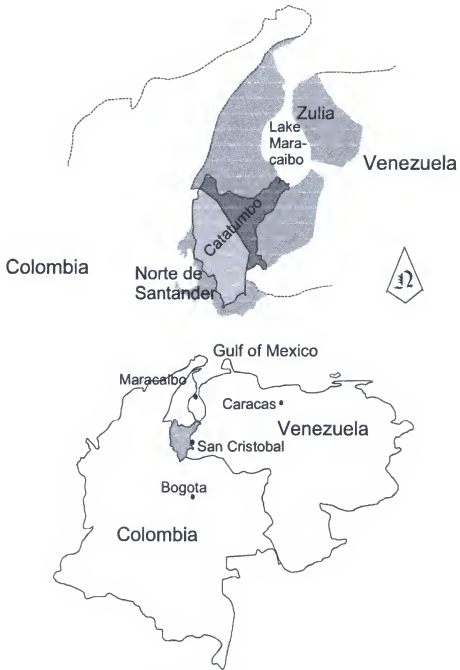 Zulia
Lake
Mara-
caibo
Venezuela
Catatumbo
Colombia
Norte de
Santander
N
Gulf of Mexico
Maracaibo
Caracas
Venezuela
San Cristobal
Bogota
Colombia